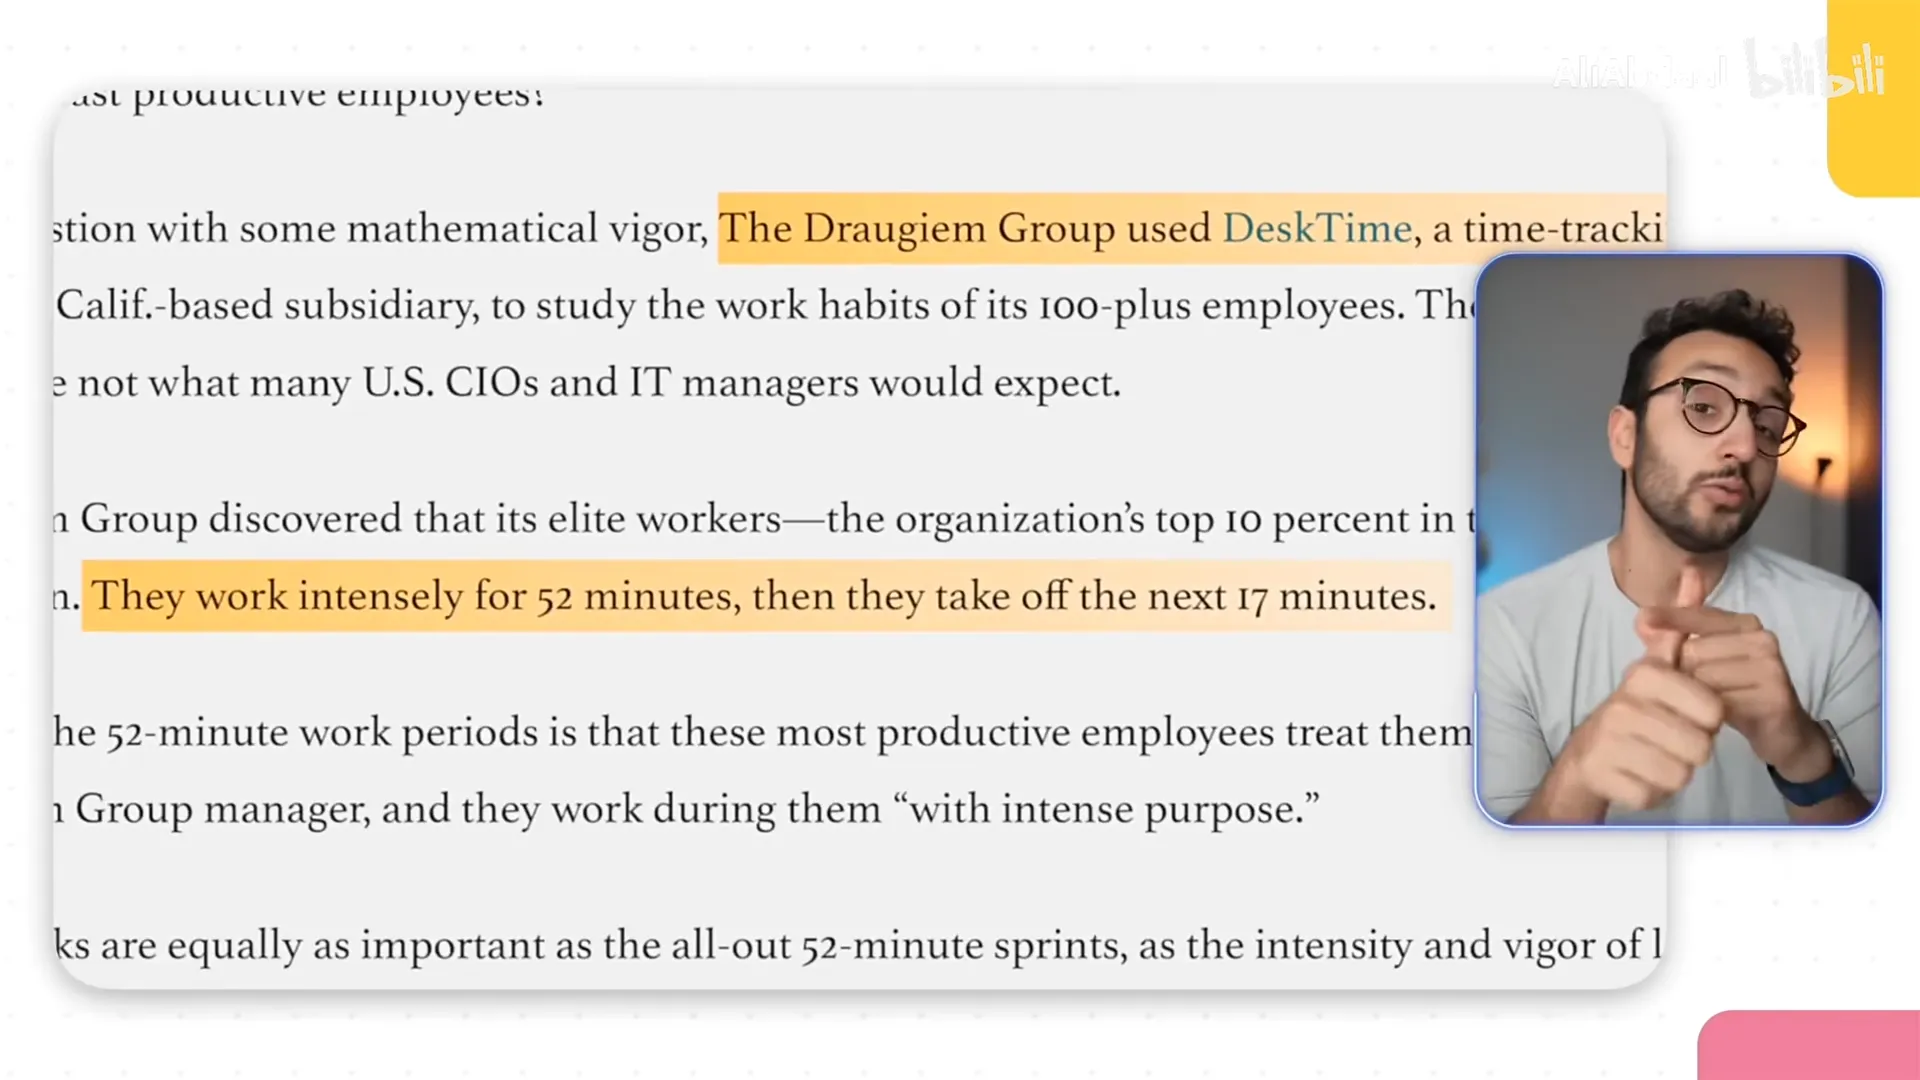 AliAbdaal bilibili
productive employees?
stion with some mathematical vigor, The Draugiem Group used DeskTime, a time-tracki
Calif.-based subsidiary, to study the work habits of its 100-plus employees. The
e not what many U.S. CIOs and IT managers would expect.
n Group discovered that its elite workers—the organization’s top 10 percent in t
n. They work intensely for 52 minutes, then they take off the next 17 minutes.
he 52-minute work periods is that these most productive employees treat them
n Group manager, and they work during them “with intense purpose.”
ks are equally as important as the all-out 52-minute sprints, as the intensity and vigor of l